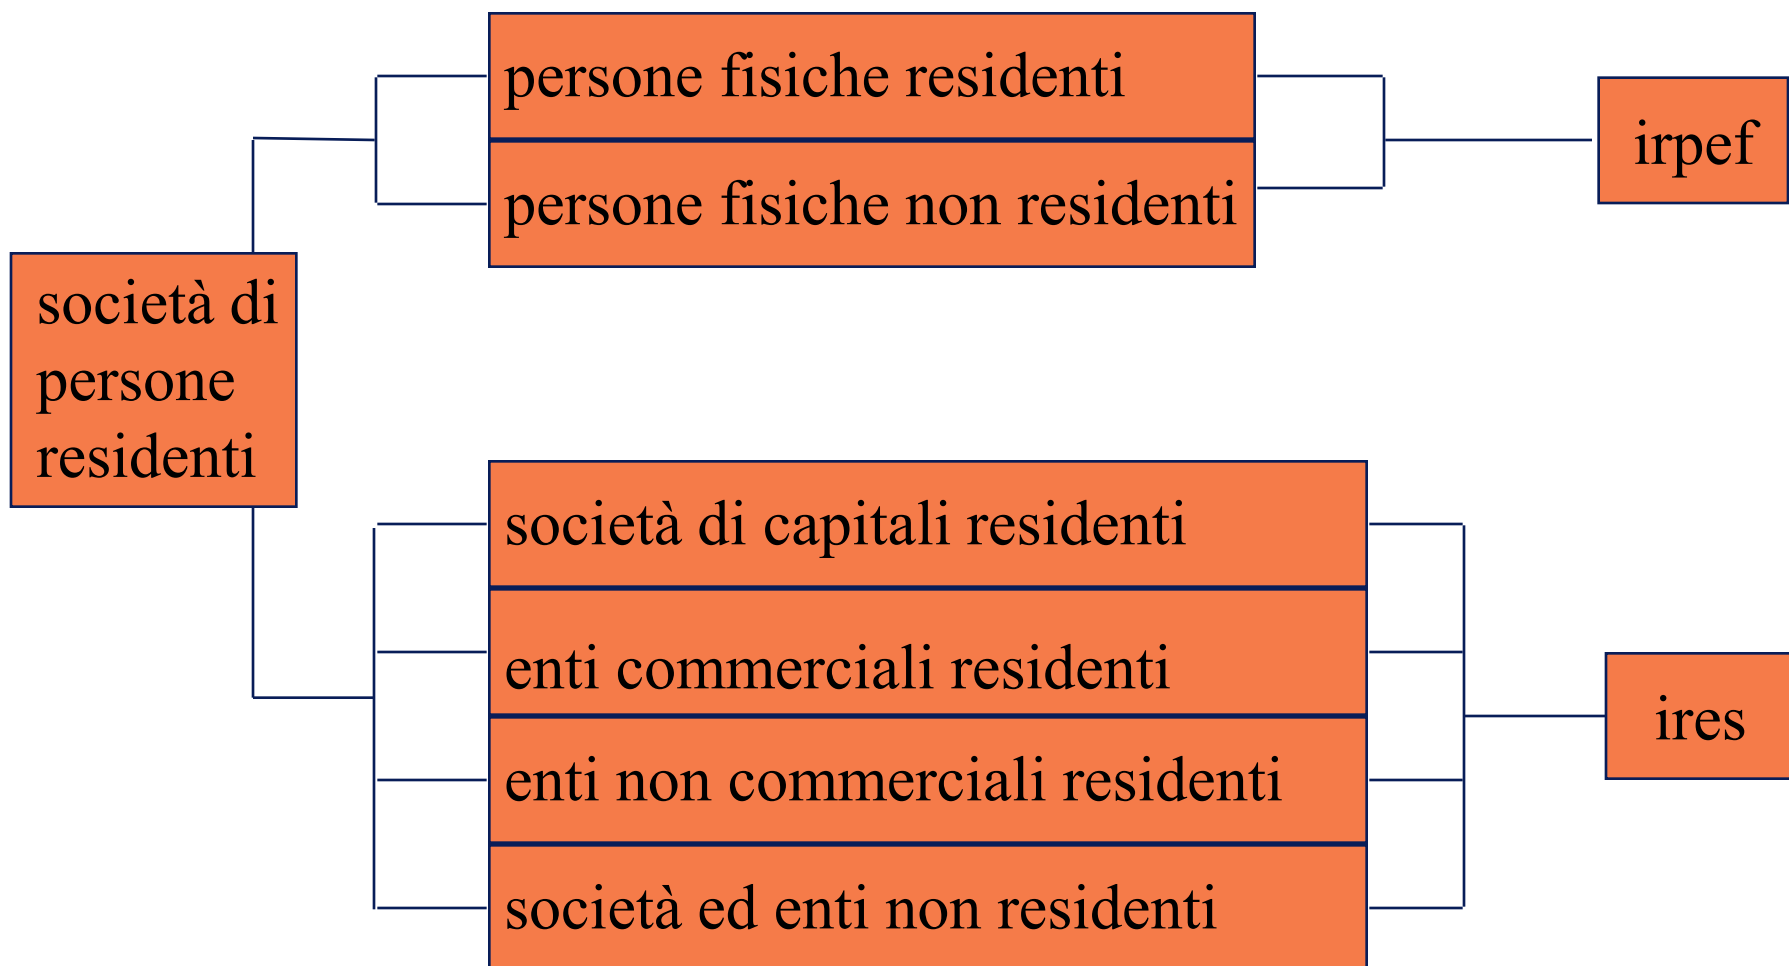 persone fisiche residenti
persone fisiche non residenti
irpef
società di
persone
residenti
società di capitali residenti
enti commerciali residenti
enti non commerciali residenti
società ed enti non residenti
ires